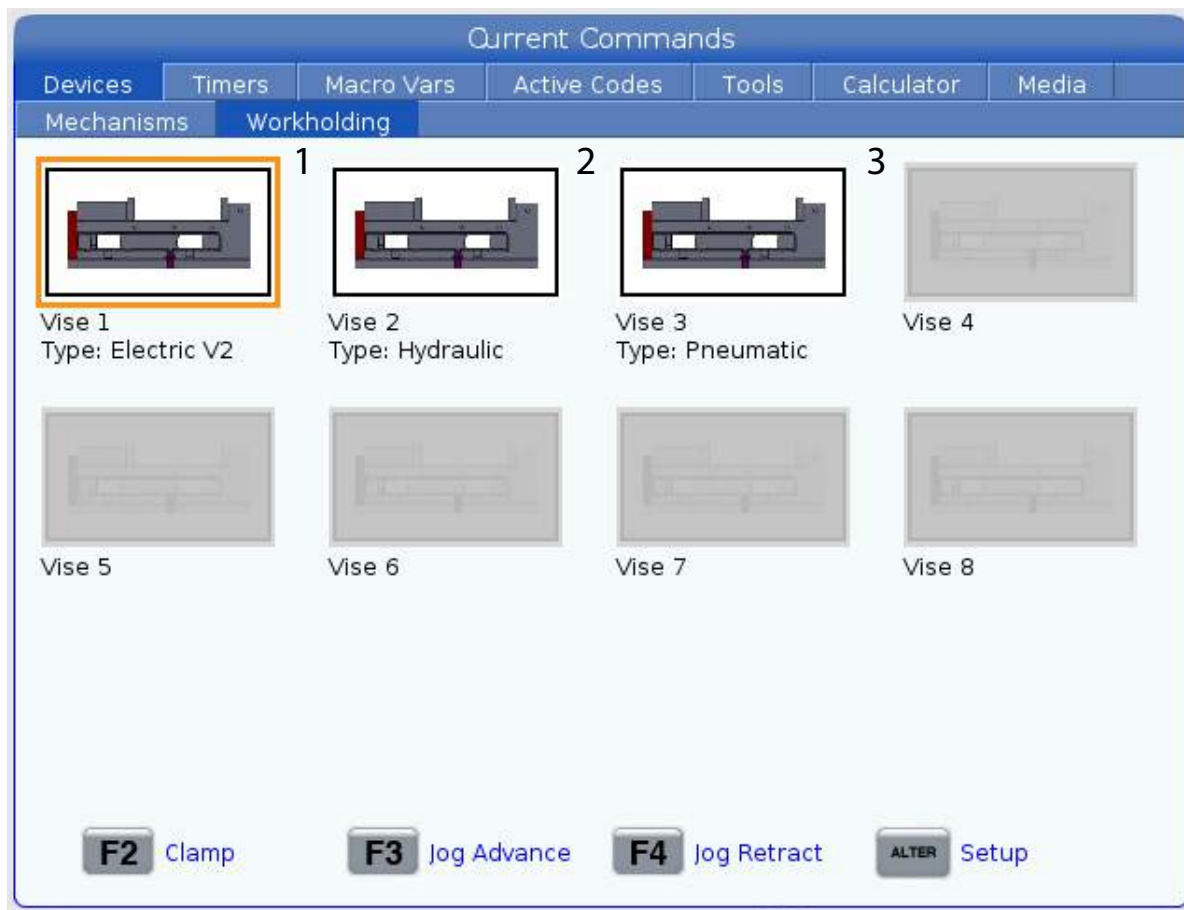 Current Commands
Devices Timers Macro Vars Active Codes Tools Calculator Media
Mechanisms Workholding
1 2 3
Vise 1 Vise 2 Vise 3 Vise 4
Type: Electric V2 Type: Hydraulic Type: Pneumatic
Vise 5 Vise 6 Vise 7 Vise 8
F2 Clamp F3 Jog Advance F4 Jog Retract ALTER Setup